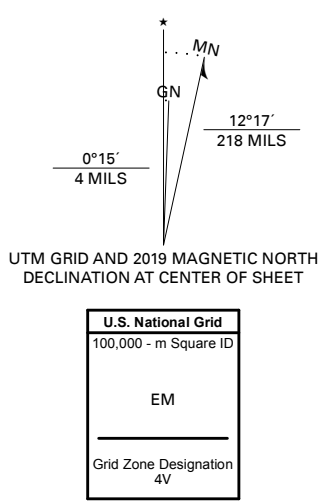 ★
MN
GN
12°17´
218 MILS
0°15´
4 MILS
UTM GRID AND 2019 MAGNETIC NORTH
DECLINATION AT CENTER OF SHEET
U.S. National Grid
100,000 - m Square ID
EM
Grid Zone Designation
4V